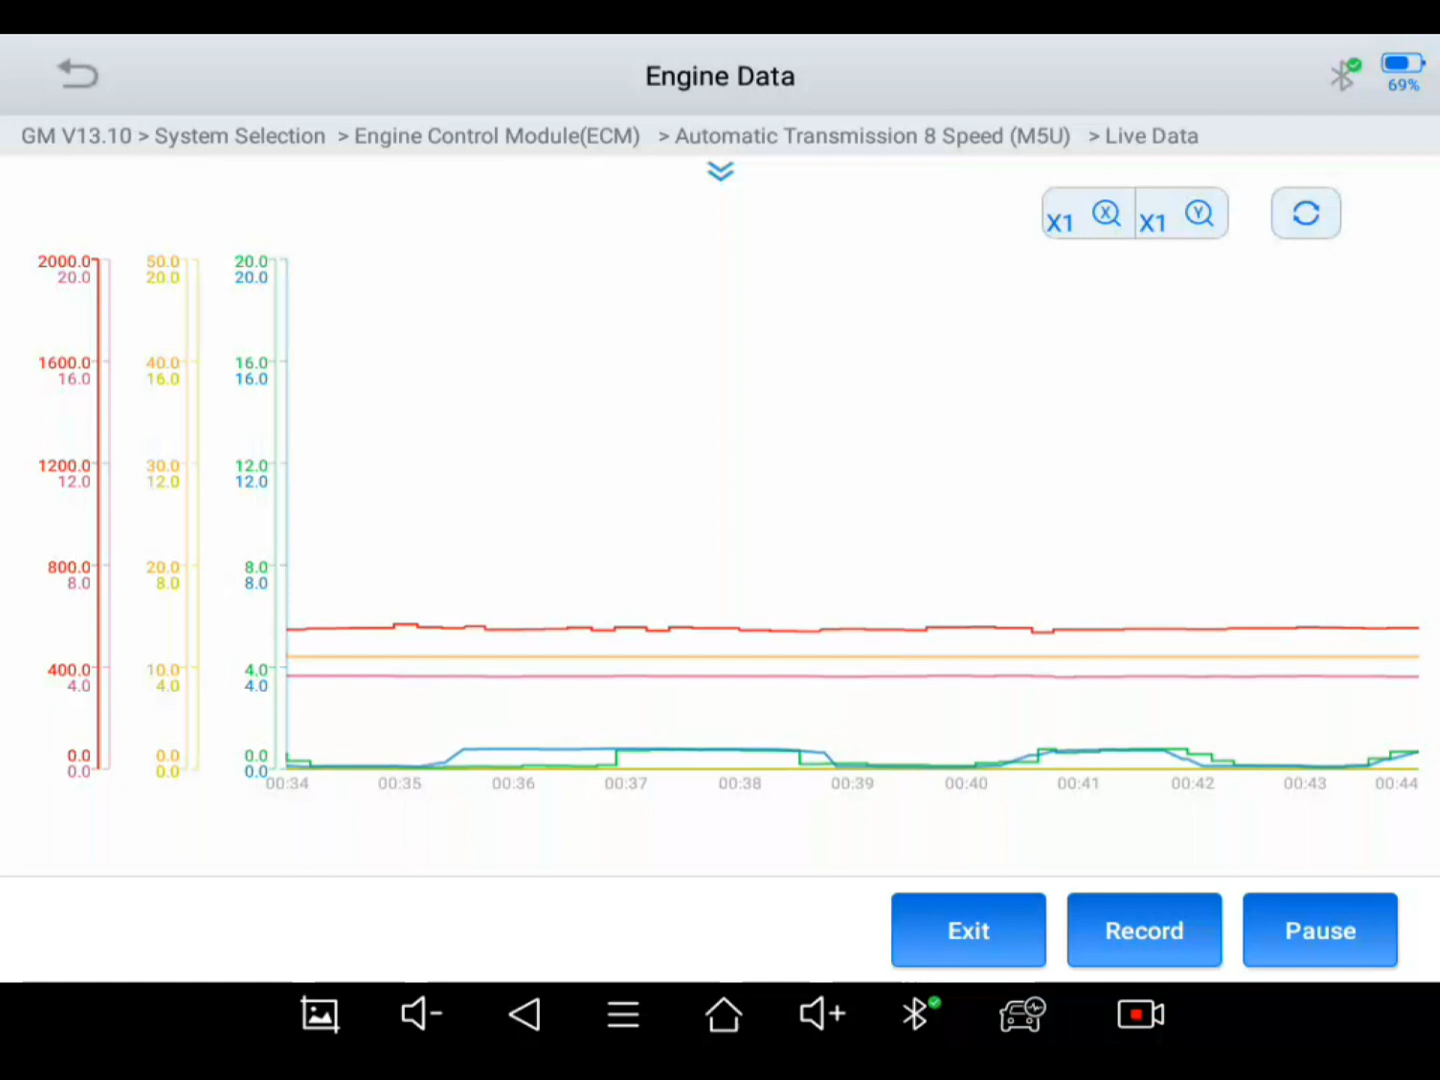 Engine Data
69%
GM V13.10 > System Selection > Engine Control Module(ECM) > Automatic Transmission 8 Speed (M5U) > Live Data
X1 X X1 Y
2000.0 50.0 20.0
20.0 20.0 20.0
1600.0 40.0 16.0
16.0 16.0 16.0
1200.0 30.0 12.0
12.0 12.0 12.0
800.0 20.0 8.0
8.0 8.0 8.0
400.0 10.0 4.0
4.0 4.0 4.0
0.0 0.0 0.0
0.0 0.0 0.0
00:34 00:35 00:36 00:37 00:38 00:39 00:40 00:41 00:42 00:43 00:44
Exit Record Pause